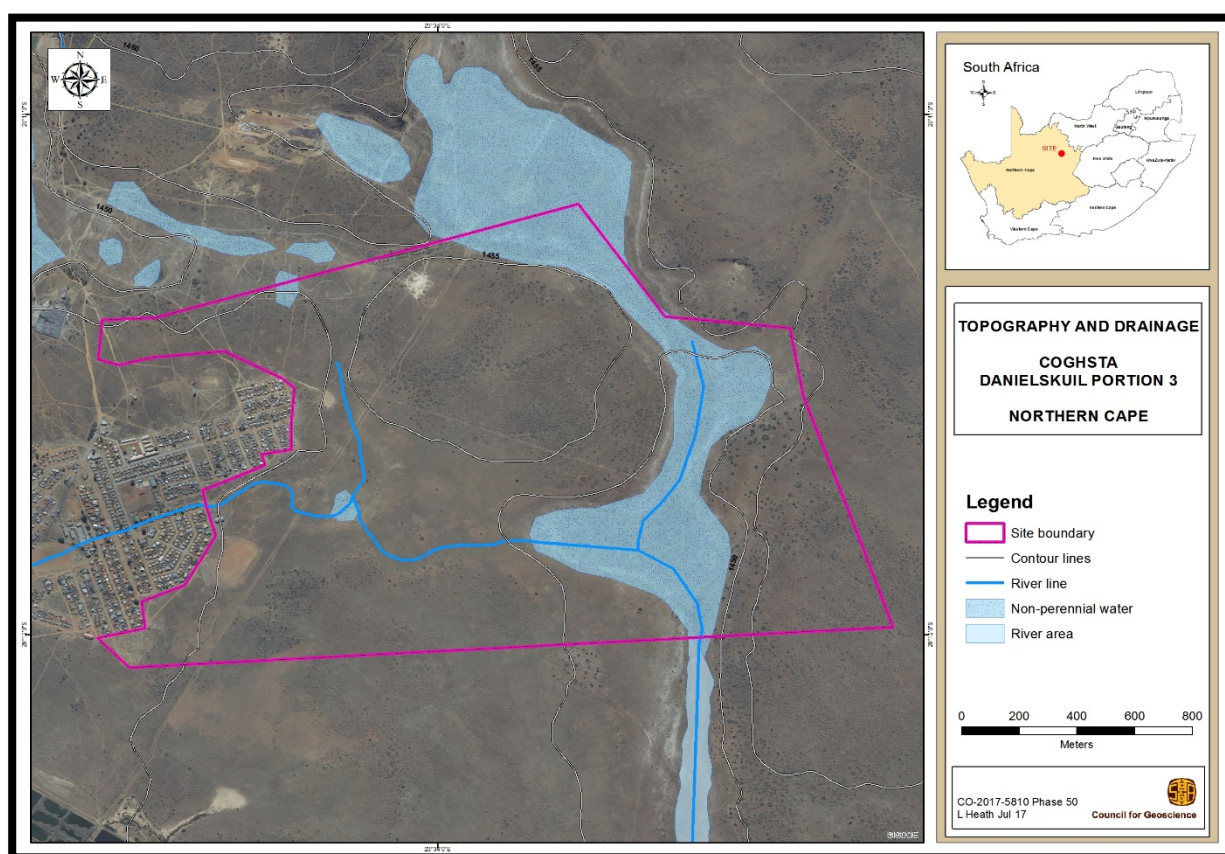 1460
1455
1450
1455
1450
N
W
E
S
South Africa
SITE
Limpopo
North West
Gauteng
Mpumalanga
Free State
KwaZulu-Natal
Northern Cape
Eastern Cape
Western Cape
TOPOGRAPHY AND DRAINAGE
COGHSTA
DANIELSKUIL PORTION 3
NORTHERN CAPE
Legend
Site boundary
Contour lines
River line
Non-perennial water
River area
0 200 400 600 800
Meters
CO-2017-5810 Phase 50
L Heath Jul 17
Council for Geoscience